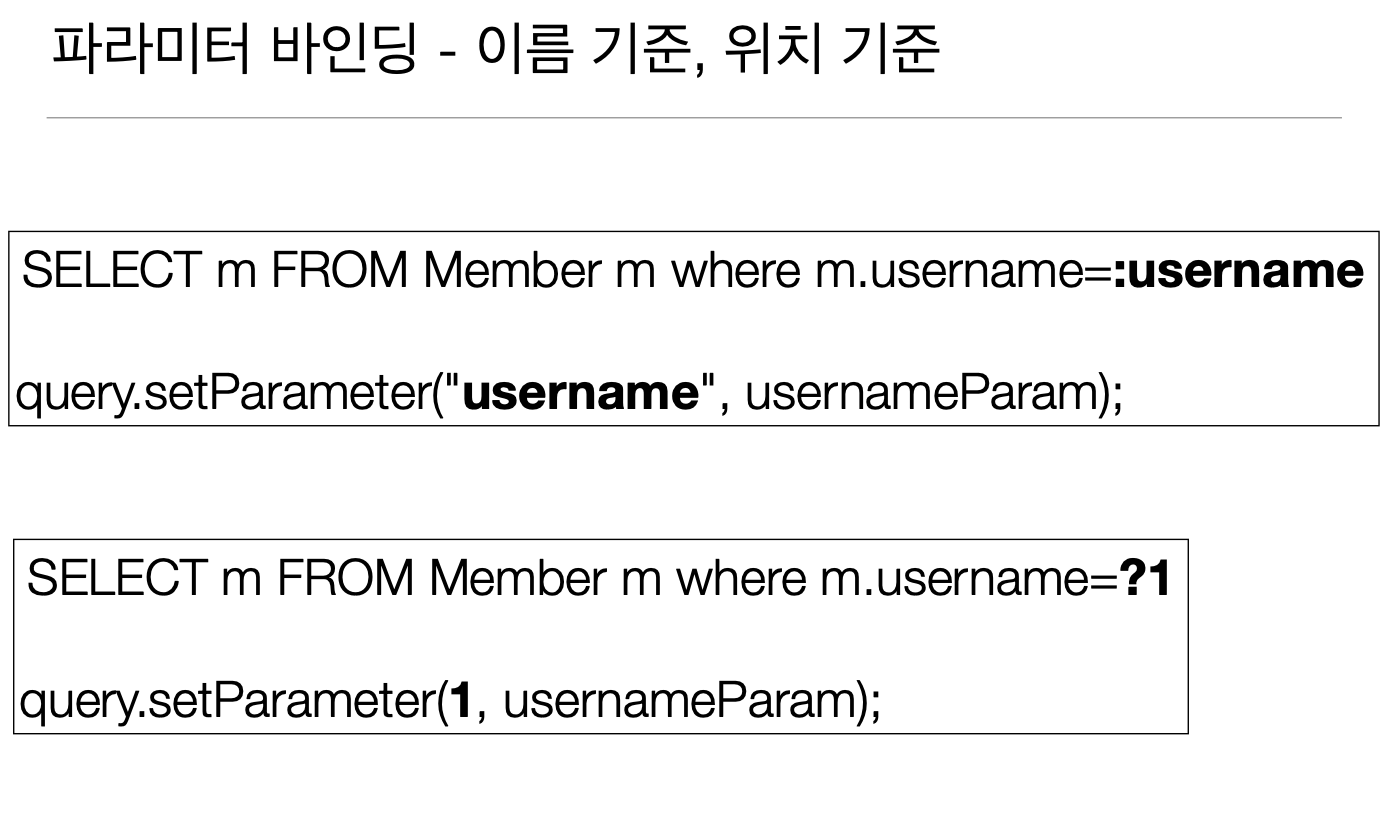 파라미터 바인딩 - 이름 기준, 위치 기준
SELECT m FROM Member m where m.username=:username
query.setParameter("username", usernameParam);
SELECT m FROM Member m where m.username=?1
query.setParameter(1, usernameParam);